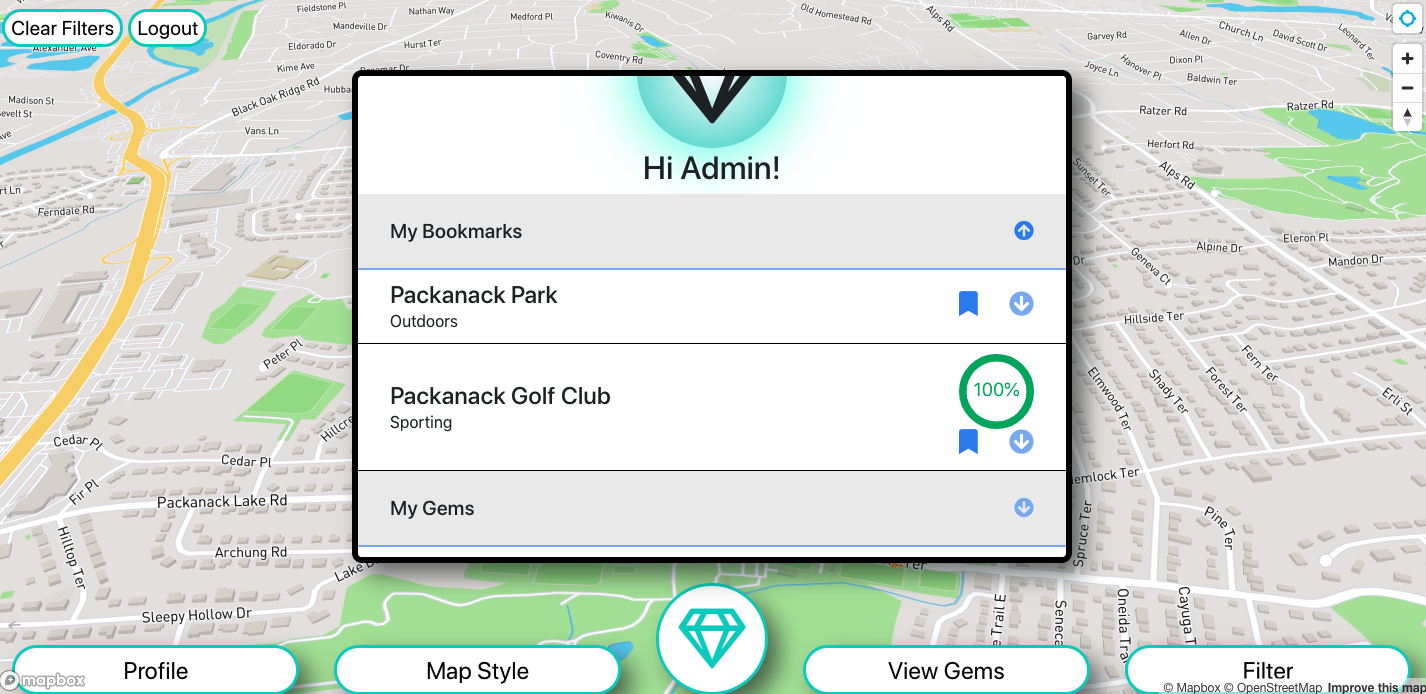 Clear Filters
Logout
Fieldstone Pl
Nathan Way
Medford Pl
Kiwanis Dr
Old Homestead Rd
Alps Rd
Mandeville Dr
Garvey Rd
Allen Dr
Church Ln
David Scott Dr
Leonard Ter
Alexander Ave
Eldorado Dr
Hurst Ter
Coventry Rd
Dixon Pl
Kime Ave
Joyce Ln
Hanover Pl
Baldwin Ter
Madison St
Black Oak Ridge Rd
Ratzer Rd
Ratzer Rd
Vans Ln
Herfort Rd
Alps Rd
Sunset Ter
Ferndale Rd
Hi Admin!
My Bookmarks
Eleron Pl
Alpine Dr
Mandon Dr
Geneva Ct
Packanack Park
Outdoors
Hillside Ter
Peter Pl
Packanack Golf Club
Sporting
100%
Elmwood Ter
Shady Ter
Forest Ter
Fern Ter
Erli St
Cedar Pl
Cedar Pl
Fir Pl
Packanack Lake Rd
My Gems
Hemlock Ter
Pine Ter
Spruce Ter
Hilltop Ter
Archung Rd
Sleepy Hollow Dr
Trail E
Oneida Trail
Profile
Map Style
View Gems
Filter
mapbox
© Mapbox © OpenStreetMap Improve this map